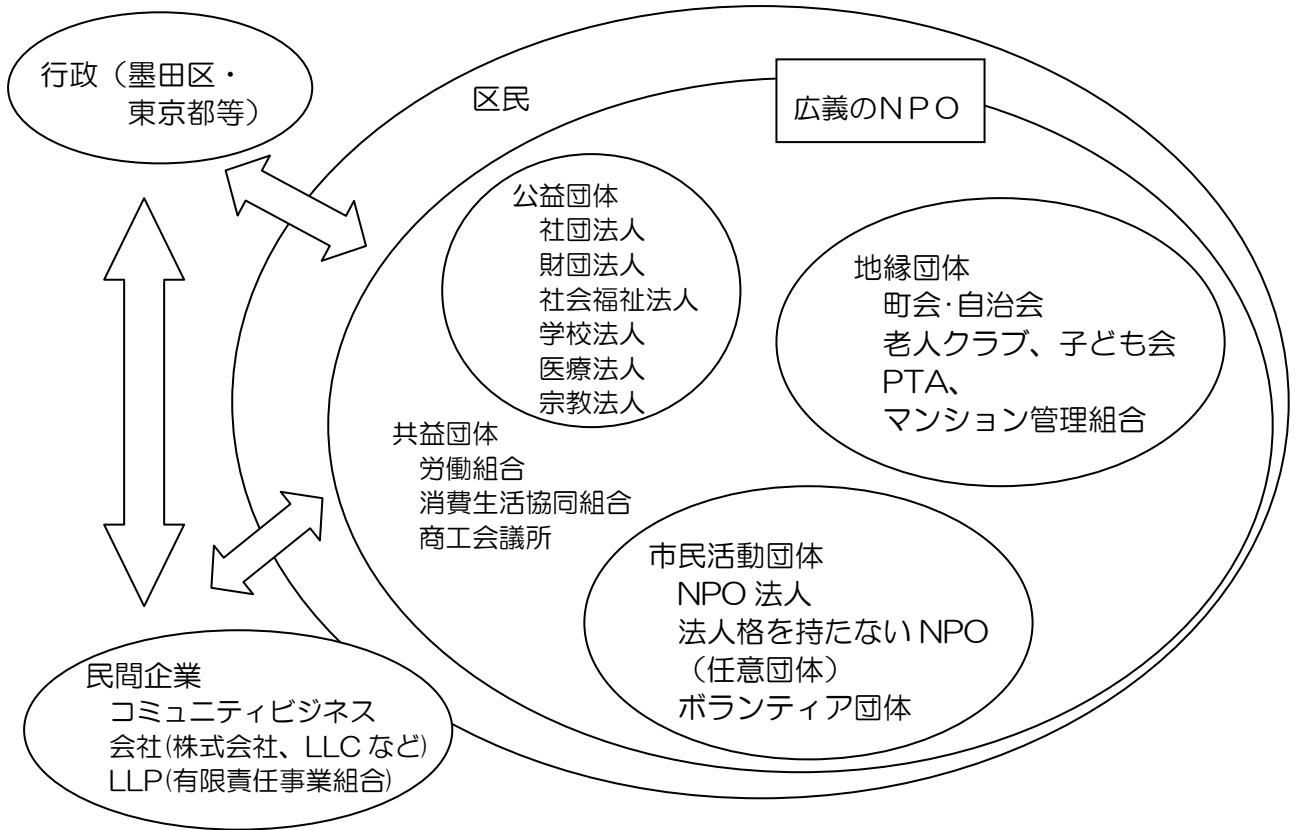 行政（墨田区・
東京都等）
区民
広義のＮＰＯ
公益団体
社団法人
財団法人
社会福祉法人
学校法人
医療法人
宗教法人
地縁団体
町会･自治会
老人クラブ、子ども会
PTA、
マンション管理組合
共益団体
労働組合
消費生活協同組合
商工会議所
市民活動団体
NPO 法人
法人格を持たない NPO
（任意団体）
ボランティア団体
民間企業
コミュニティビジネス
会社(株式会社、LLC など)
LLP(有限責任事業組合)